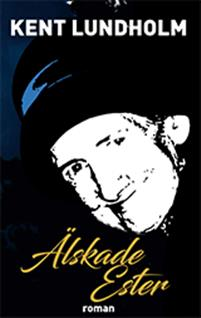 KENT LUNDHOLM
Älskade
Ester
roman